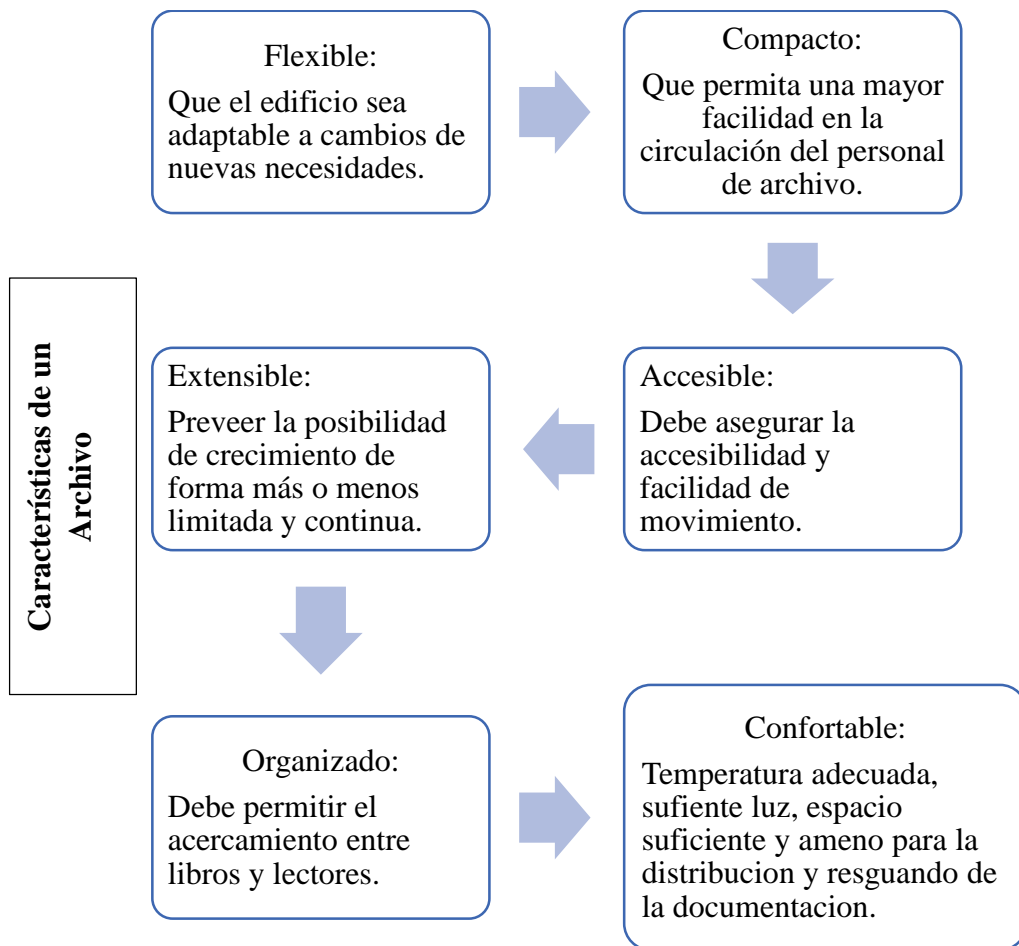 Características de un
Archivo
Flexible:
Que el edificio sea
adaptable a cambios de
nuevas necesidades.
Compacto:
Que permita una mayor
facilidad en la
circulación del personal
de archivo.
Accesible:
Debe asegurar la
accesibilidad y
facilidad de
movimiento.
Extensible:
Preveer la posibilidad
de crecimiento de
forma más o menos
limitada y continua.
Organizado:
Debe permitir el
acercamiento entre
libros y lectores.
Confortable:
Temperatura adecuada,
sufiente luz, espacio
suficiente y ameno para la
distribucion y resguando de
la documentacion.